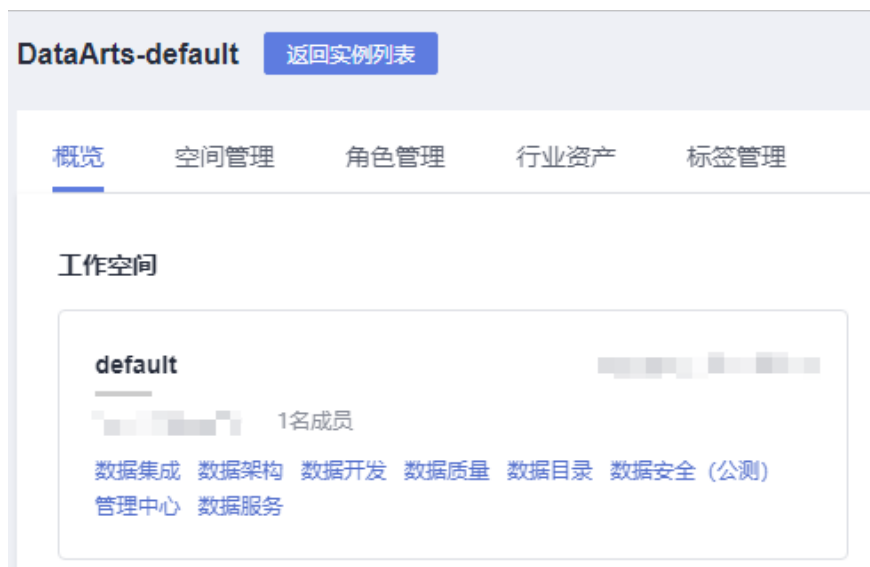 DataArts-default 返回实例列表
概览 空间管理 角色管理 行业资产 标签管理
工作空间
default
1名成员
数据集成 数据架构 数据开发 数据质量 数据目录 数据安全（公测）
管理中心 数据服务